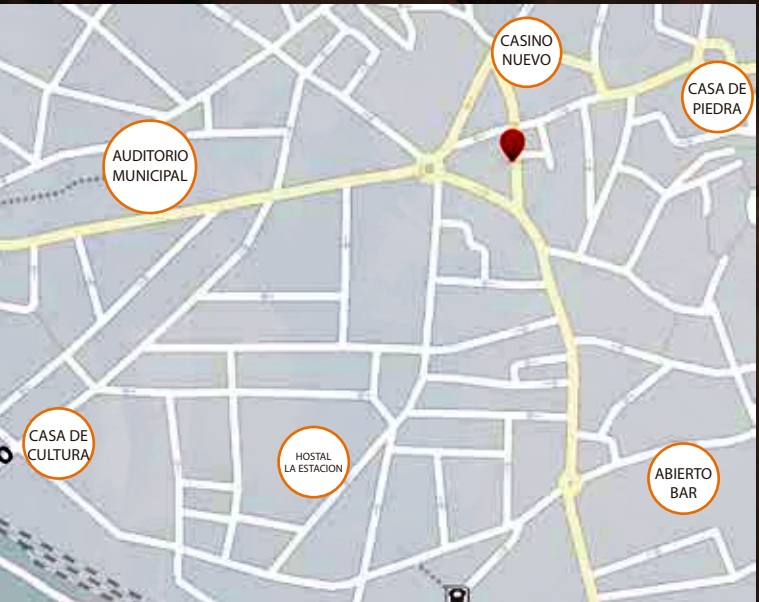 CASINO
NUEVO
CASA DE
PIEDRA
AUDITORIO
MUNICIPAL
CASA DE
CULTURA
HOSTAL
LA ESTACION
ABIERTO
BAR